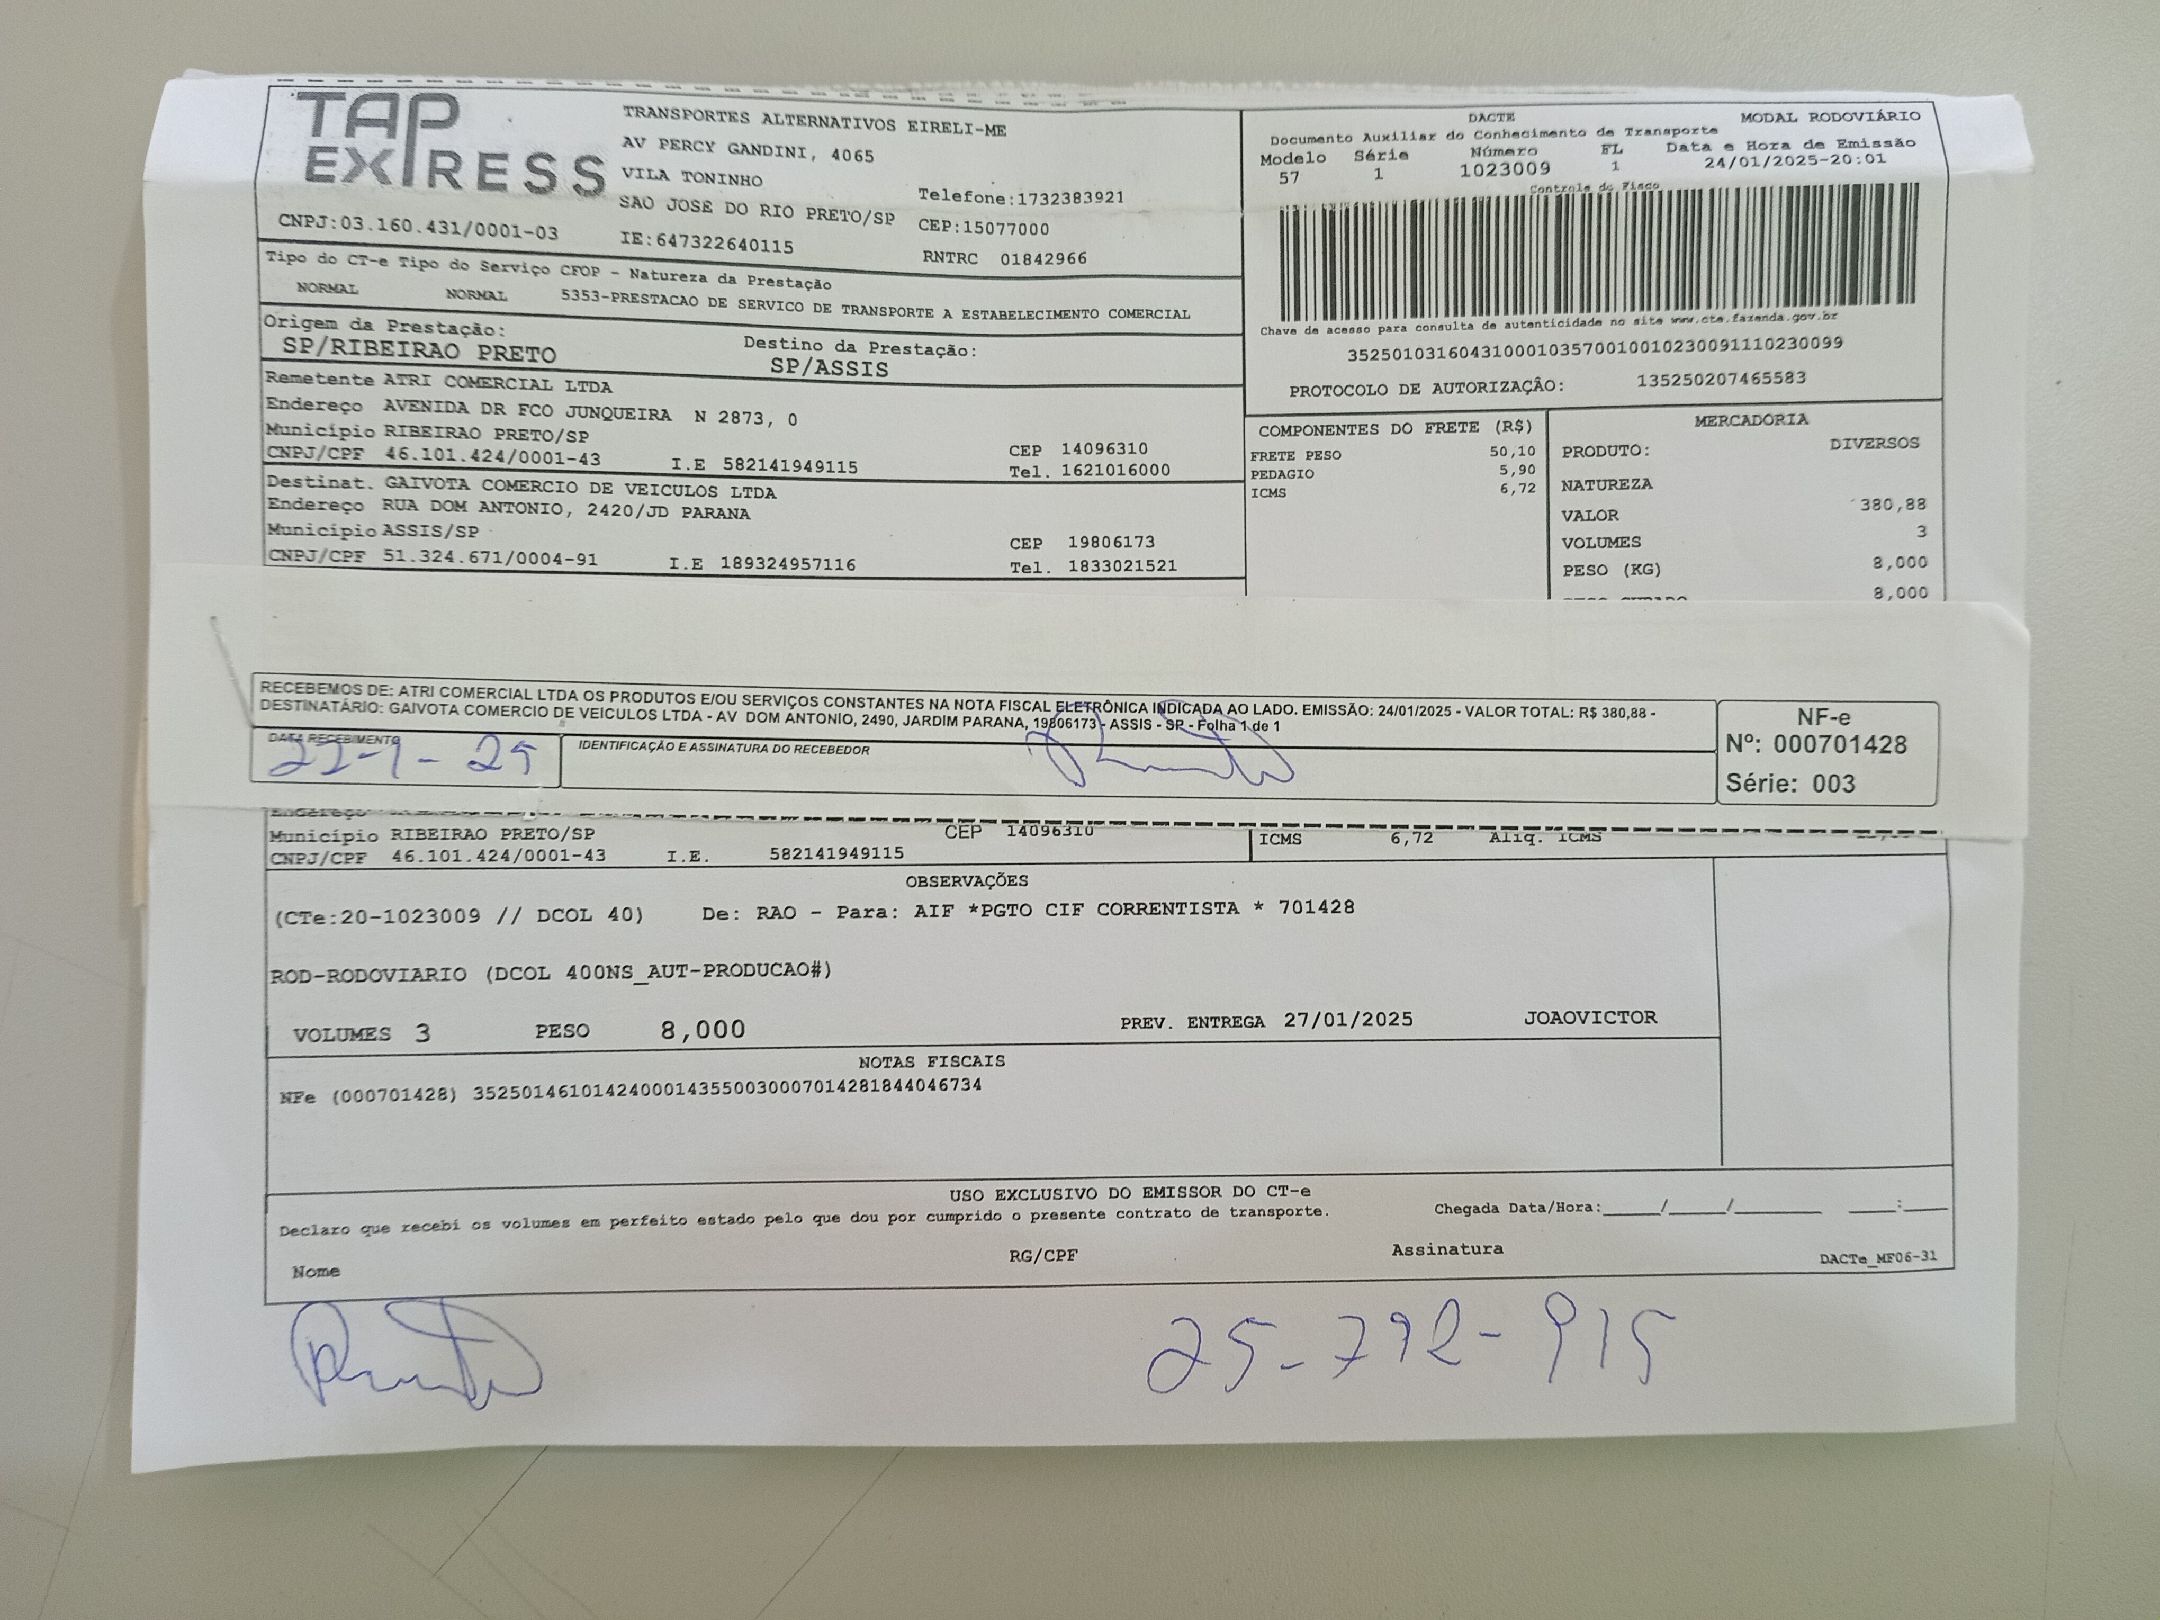 TAP EXPRESS
TRANSPORTES ALTERNATIVOS EIRELI-ME
AV PERCY GANDINI, 4065
VILA TONINHO
SAO JOSE DO RIO PRETO/SP
Telefone:1732383921
CEP:15077000
CNPJ:03.160.431/0001-03 IE:647322640115 RNTRC 01842966
Tipo do CT-e Tipo do Serviço CFOP - Natureza da Prestação
NORMAL NORMAL 5353-PRESTACAO DE SERVICO DE TRANSPORTE A ESTABELECIMENTO COMERCIAL
Origem da Prestação: Destino da Prestação:
SP/RIBEIRAO PRETO SP/ASSIS
Remetente ATRI COMERCIAL LTDA
Endereço AVENIDA DR FCO JUNQUEIRA N 2873, 0
Município RIBEIRAO PRETO/SP CEP 14096310
CNPJ/CPF 46.101.424/0001-43 I.E 582141949115 Tel. 1621016000
Destinat. GAIVOTA COMERCIO DE VEICULOS LTDA
Endereço RUA DOM ANTONIO, 2420/JD PARANA
Município ASSIS/SP CEP 19806173
CNPJ/CPF 51.324.671/0004-91 I.E 189324957116 Tel. 1833021521
DACTE MODAL RODOVIÁRIO
Documento Auxiliar do Conhecimento de Transporte
Modelo Série Número FL Data e Hora de Emissão
57 1 1023009 1 24/01/2025-20:01
Controle do Fisco
Chave de acesso para consulta de autenticidade no site www.cte.fazenda.gov.br
35250103160431000103570010010230091110230099
PROTOCOLO DE AUTORIZAÇÃO: 135250207465583
COMPONENTES DO FRETE (R$)
FRETE PESO 50,10
PEDAGIO 5,90
ICMS 6,72
MERCADORIA
PRODUTO: DIVERSOS
NATUREZA
VALOR 380,88
VOLUMES 3
PESO (KG) 8,000
8,000
RECEBEMOS DE: ATRI COMERCIAL LTDA OS PRODUTOS E/OU SERVIÇOS CONSTANTES NA NOTA FISCAL ELETRÔNICA INDICADA AO LADO. EMISSÃO: 24/01/2025 - VALOR TOTAL: R$ 380,88 -
DESTINATÁRIO: GAIVOTA COMERCIO DE VEICULOS LTDA - AV DOM ANTONIO, 2490, JARDIM PARANA, 19806173 - ASSIS - SP - Folha 1 de 1
DATA RECEBIMENTO IDENTIFICAÇÃO E ASSINATURA DO RECEBEDOR
NF-e
Nº: 000701428
Série: 003
Endereço
Município RIBEIRAO PRETO/SP CEP 14096310
CNPJ/CPF 46.101.424/0001-43 I.E. 582141949115
ICMS 6,72 Aliq. ICMS
OBSERVAÇÕES
(CTe:20-1023009 // DCOL 40) De: RAO - Para: AIF *PGTO CIF CORRENTISTA * 701428
ROD-RODOVIARIO (DCOL 400NS_AUT-PRODUCAO#)
VOLUMES 3 PESO 8,000 PREV. ENTREGA 27/01/2025 JOAOVICTOR
NOTAS FISCAIS
NFe (000701428) 35250146101424000143550030007014281844046734
USO EXCLUSIVO DO EMISSOR DO CT-e
Declaro que recebi os volumes em perfeito estado pelo que dou por cumprido o presente contrato de transporte. Chegada Data/Hora:_____/_____/________ ____:____
Nome RG/CPF Assinatura DACTe_MF06-31
25-792-915